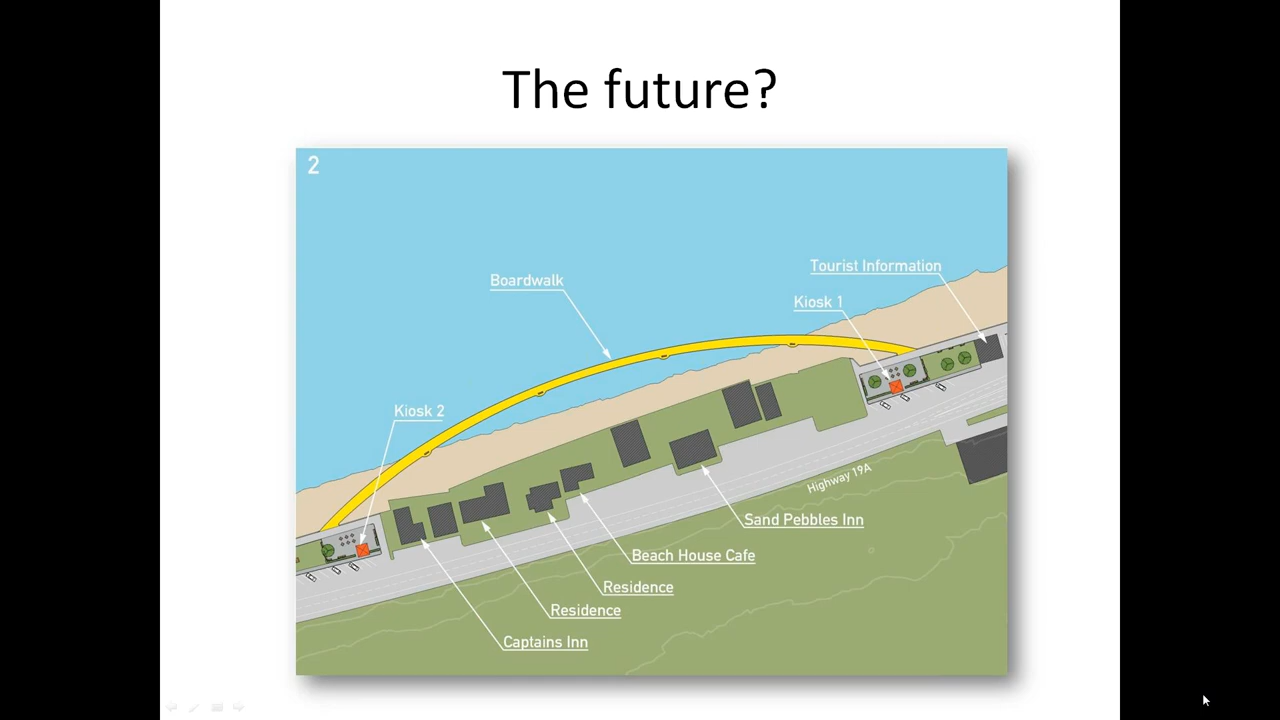 The future?
2
Tourist Information
Boardwalk
Kiosk 1
Kiosk 2
Highway 19A
Sand Pebbles Inn
Beach House Cafe
Residence
Residence
Captains Inn